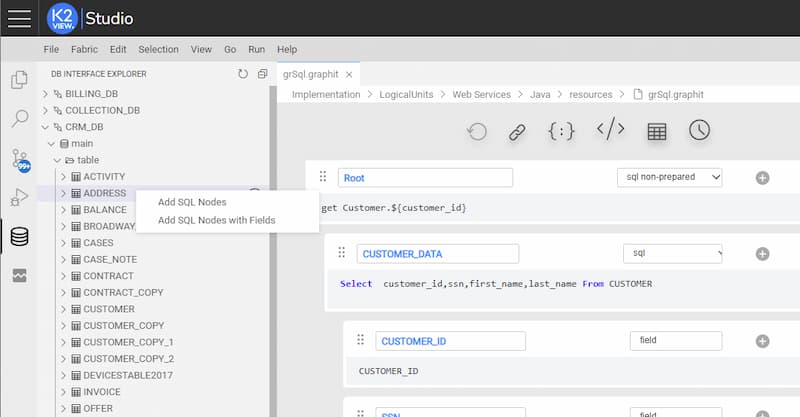 K2
VIEW.
Studio
File Fabric Edit Selection View Go Run Help
DB INTERFACE EXPLORER
BILLING_DB
COLLECTION_DB
CRM_DB
main
table
ACTIVITY
ADDRESS
BALANCE
BROADWAY
CASES
CASE_NOTE
CONTRACT
CONTRACT_COPY
CUSTOMER
CUSTOMER_COPY
CUSTOMER_COPY_1
CUSTOMER_COPY_2
DEVICESTABLE2017
INVOICE
OFFER
99+
Add SQL Nodes
Add SQL Nodes with Fields
grSql.graphit
Implementation > LogicalUnits > Web Services > Java > resources > grSql.graphit
{:} </>
Root sql non-prepared
get Customer.${customer_id}
CUSTOMER_DATA sql
Select customer_id,ssn,first_name,last_name From CUSTOMER
CUSTOMER_ID field
CUSTOMER_ID
SSN field